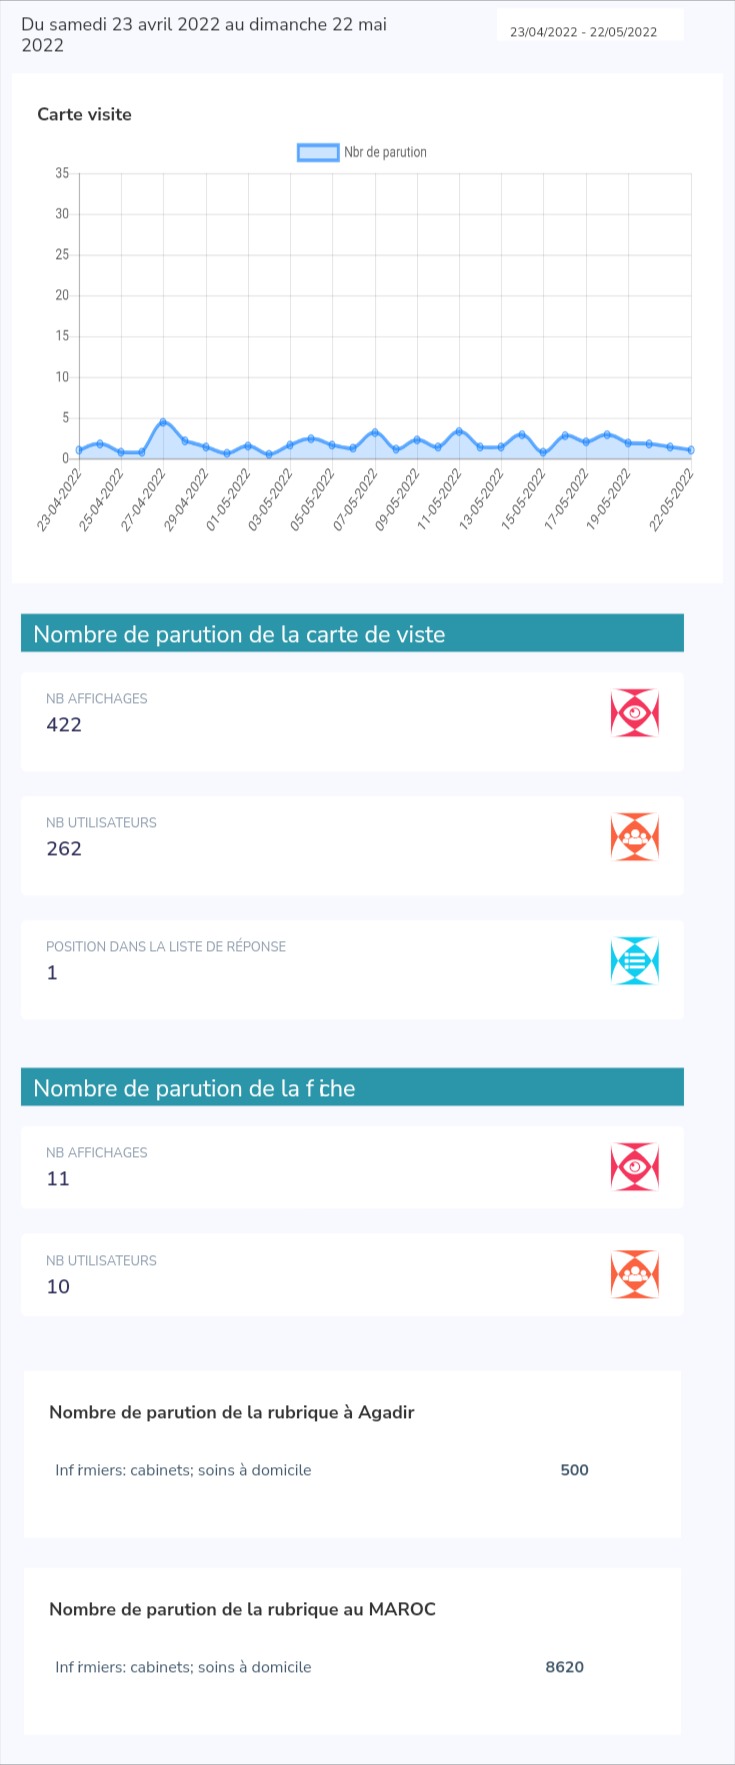 Du samedi 23 avril 2022 au dimanche 22 mai
2022
23/04/2022 - 22/05/2022
Carte visite
Nbr de parution
35
30
25
20
15
10
5
0
23-04-2022
25-04-2022
27-04-2022
29-04-2022
01-05-2022
03-05-2022
05-05-2022
07-05-2022
09-05-2022
11-05-2022
13-05-2022
15-05-2022
17-05-2022
19-05-2022
22-05-2022
Nombre de parution de la carte de viste
NB AFFICHAGES
422
NB UTILISATEURS
262
POSITION DANS LA LISTE DE RÉPONSE
1
Nombre de parution de la fiche
NB AFFICHAGES
11
NB UTILISATEURS
10
Nombre de parution de la rubrique à Agadir
Infirmiers: cabinets; soins à domicile 500
Nombre de parution de la rubrique au MAROC
Infirmiers: cabinets; soins à domicile 8620